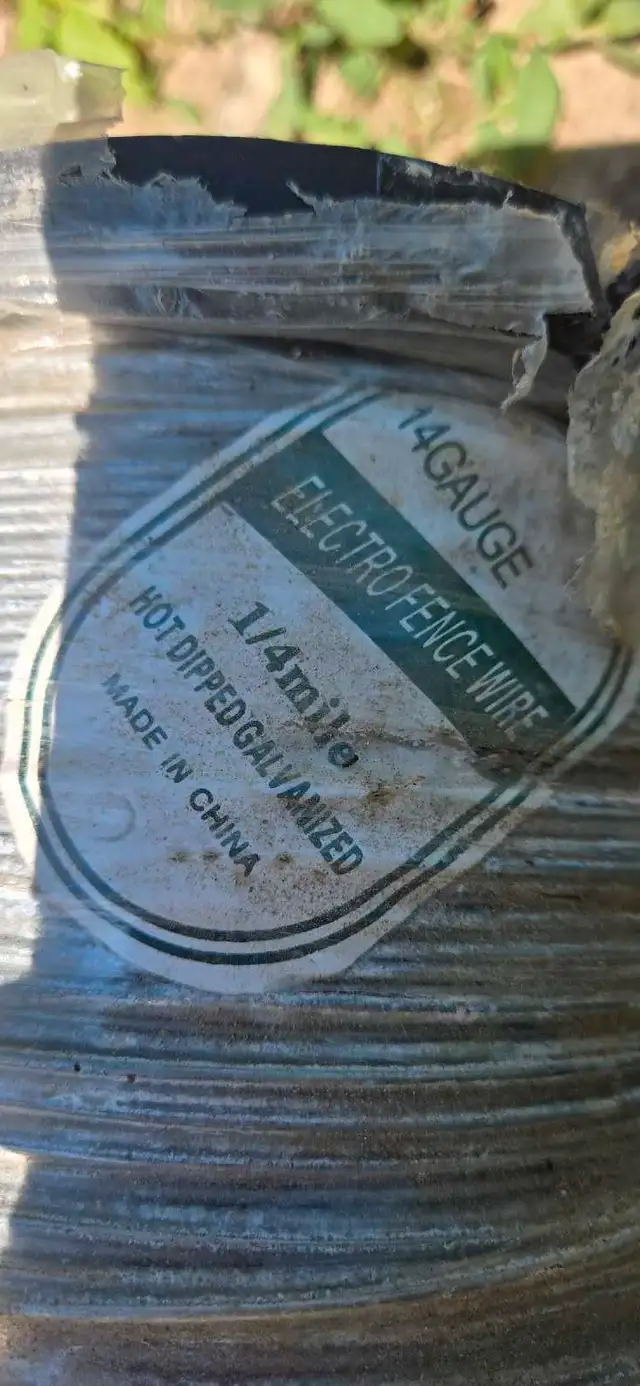 14GAUGE
ELECTRO FENCE WIRE
1/4mile
HOT DIPPED GALVANIZED
MADE IN CHINA